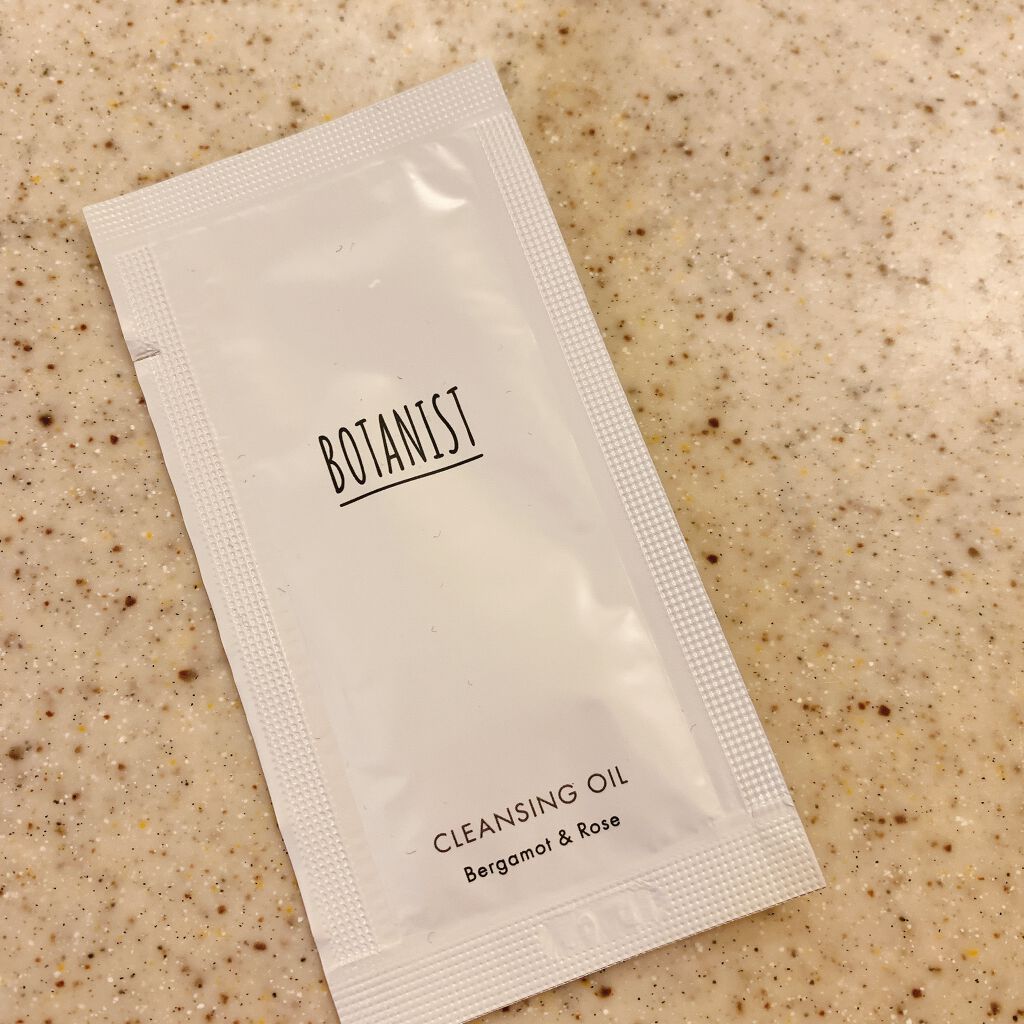 BOTANIST
CLEANSING OIL
Bergamot & Rose